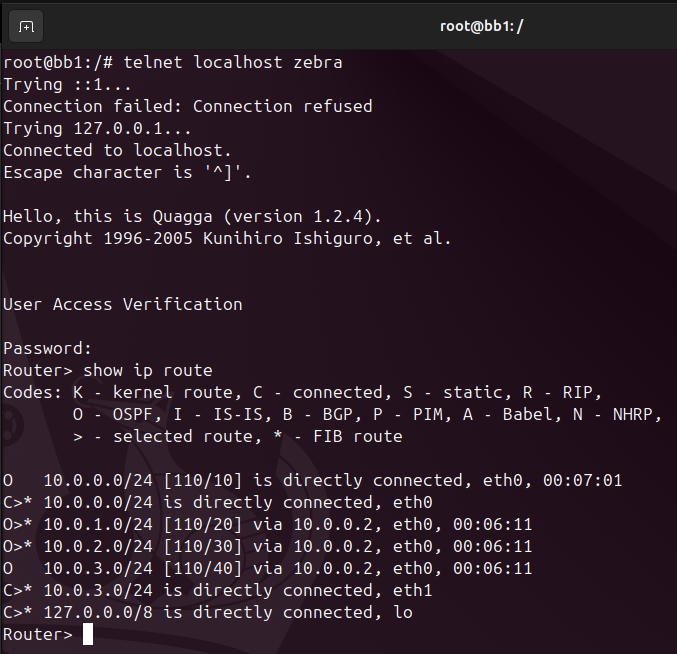 root@bb1: /
root@bb1:/# telnet localhost zebra
Trying ::1...
Connection failed: Connection refused
Trying 127.0.0.1...
Connected to localhost.
Escape character is '^]'.
Hello, this is Quagga (version 1.2.4).
Copyright 1996-2005 Kunihiro Ishiguro, et al.
User Access Verification
Password:
Router> show ip route
Codes: K - kernel route, C - connected, S - static, R - RIP,
       O - OSPF, I - IS-IS, B - BGP, P - PIM, A - Babel, N - NHRP,
       > - selected route, * - FIB route
O   10.0.0.0/24 [110/10] is directly connected, eth0, 00:07:01
C>* 10.0.0.0/24 is directly connected, eth0
O>* 10.0.1.0/24 [110/20] via 10.0.0.2, eth0, 00:06:11
O>* 10.0.2.0/24 [110/30] via 10.0.0.2, eth0, 00:06:11
O   10.0.3.0/24 [110/40] via 10.0.0.2, eth0, 00:06:11
C>* 10.0.3.0/24 is directly connected, eth1
C>* 127.0.0.0/8 is directly connected, lo
Router>